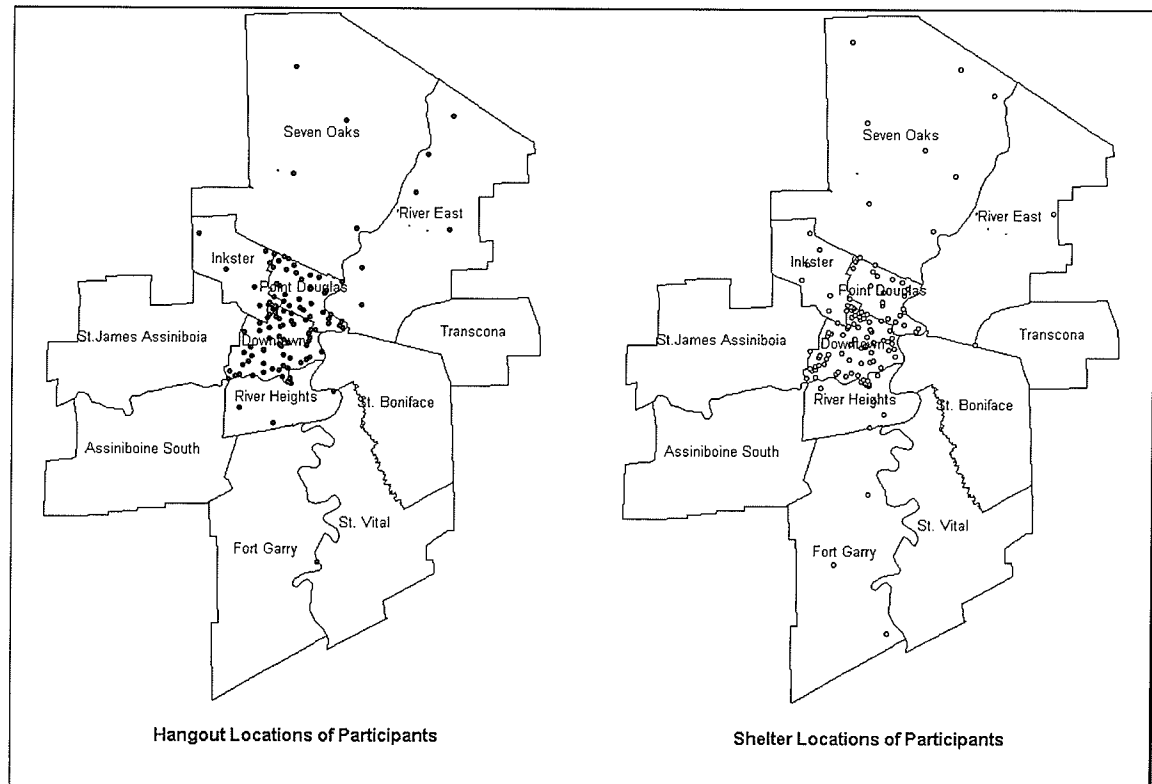 Seven Oaks
River East
Inkster
Point Douglas
St.James Assiniboia
Downtown
Transcona
River Heights
St. Boniface
Assiniboine South
St. Vital
Fort Garry
Hangout Locations of Participants
Seven Oaks
River East
Inkster
Point Douglas
St.James Assiniboia
Downtown
Transcona
River Heights
St. Boniface
Assiniboine South
St. Vital
Fort Garry
Shelter Locations of Participants